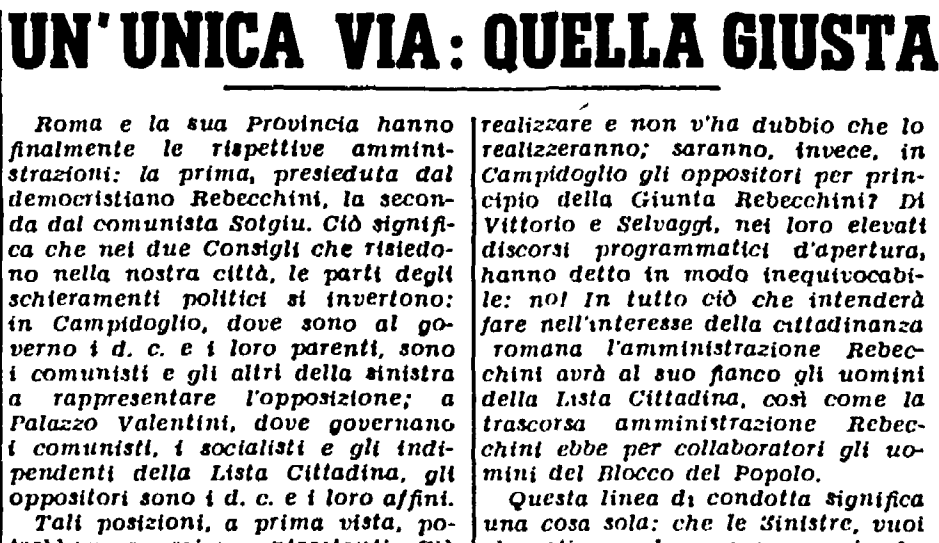 UN'UNICA VIA: QUELLA GIUSTA
Roma e la sua Provincia hanno
finalmente le rispettive ammini-
strazioni: la prima, presieduta dal
democristiano Rebecchini, la secon-
da dal comunista Sotgiu. Ciò signifi-
ca che nei due Consigli che risiedo-
no nella nostra città, le parti degli
schieramenti politici si invertono:
in Campidoglio, dove sono al go-
verno i d. c. e i loro parenti, sono
i comunisti e gli altri della sinistra
a rappresentare l'opposizione; a
Palazzo Valentini, dove governano
i comunisti, i socialisti e gli indi-
pendenti della Lista Cittadina, gli
oppositori sono i d. c. e i loro affini.
Tali posizioni, a prima vista, po-
realizzare e non v'ha dubbio che lo
realizzeranno; saranno, invece, in
Campidoglio gli oppositori per prin-
cipio della Giunta Rebecchini? Di
Vittorio e Selvaggi, nei loro elevati
discorsi programmatici d'apertura,
hanno detto in modo inequivocabi-
le: no! In tutto ciò che intenderà
fare nell'interesse della cittadinanza
romana l'amministrazione Rebec-
chini avrà al suo fianco gli uomini
della Lista Cittadina, così come la
trascorsa amministrazione Rebec-
chini ebbe per collaboratori gli uo-
mini del Blocco del Popolo.
Questa linea di condotta significa
una cosa sola: che le Sinistre, vuoi